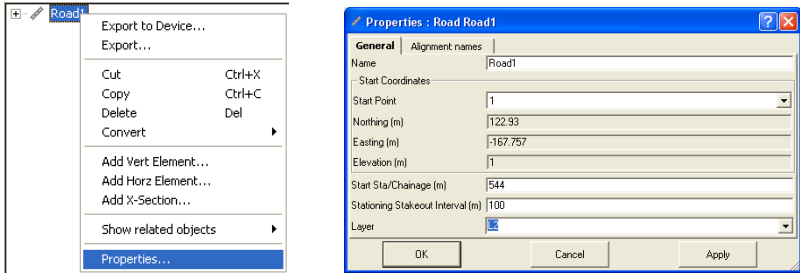 Road1
Export to Device...
Export...
Cut Ctrl+X
Copy Ctrl+C
Delete Del
Convert
Add Vert Element...
Add Horz Element...
Add X-Section...
Show related objects
Properties...
Properties : Road Road1
General Alignment names
Name Road1
Start Coordinates
Start Point 1
Northing (m) 122.93
Easting (m) -167.757
Elevation (m) 1
Start Sta/Chainage (m) 544
Stationing Stakeout Interval (m) 100
Layer L2
OK Cancel Apply